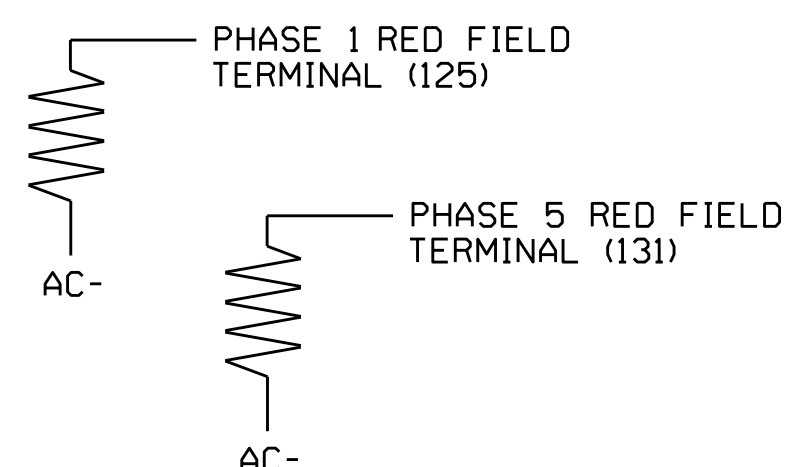 PHASE 1 RED FIELD
TERMINAL (125)
AC-
PHASE 5 RED FIELD
TERMINAL (131)
AC-